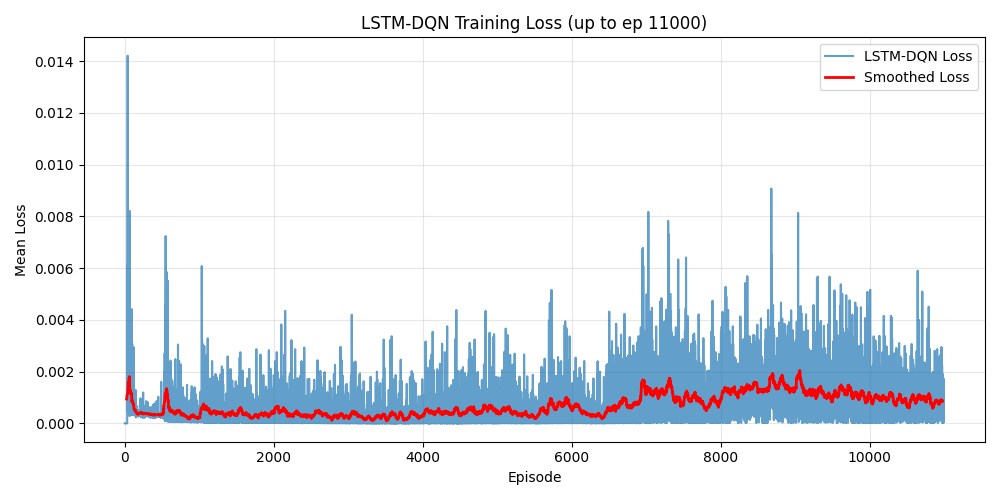 LSTM-DQN Training Loss (up to ep 11000)
LSTM-DQN Loss
Smoothed Loss
Mean Loss
0.014
0.012
0.010
0.008
0.006
0.004
0.002
0.000
0 2000 4000 6000 8000 10000
Episode